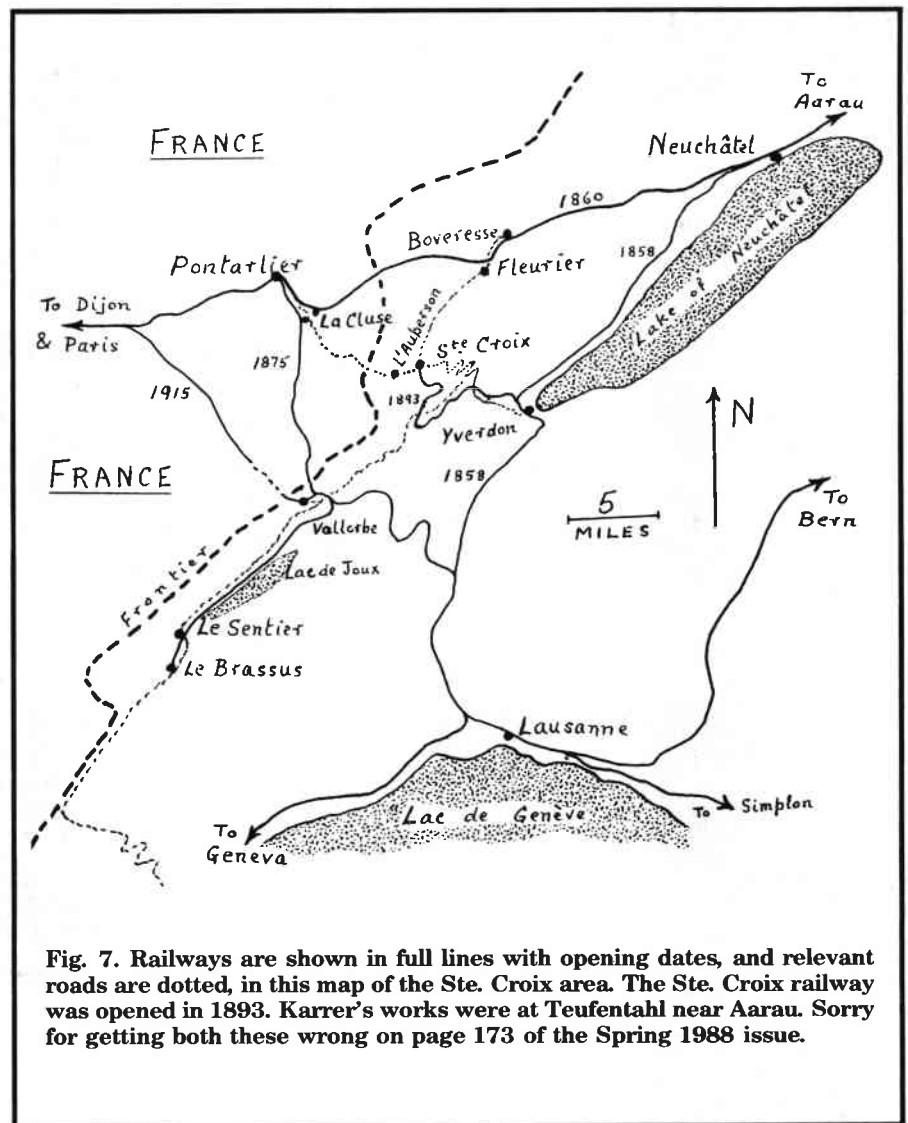 To
Aarau
FRANCE
Neuchâtel
1860
Boveresse
1858
Lake of Neuchâtel
Pontarlier
Fleurier
To Dijon
& Paris
La Cluse
L'Auberson
Ste Croix
1875
1915
1893
Yverdon
N
FRANCE
1858
5
MILES
To
Bern
Vallorbe
Frontier
Lac de Joux
Le Sentier
Le Brassus
Lausanne
Lac de Genève
To Simplon
To
Geneva
Fig. 7. Railways are shown in full lines with opening dates, and relevant
roads are dotted, in this map of the Ste. Croix area. The Ste. Croix railway
was opened in 1893. Karrer's works were at Teufentahl near Aarau. Sorry
for getting both these wrong on page 173 of the Spring 1988 issue.